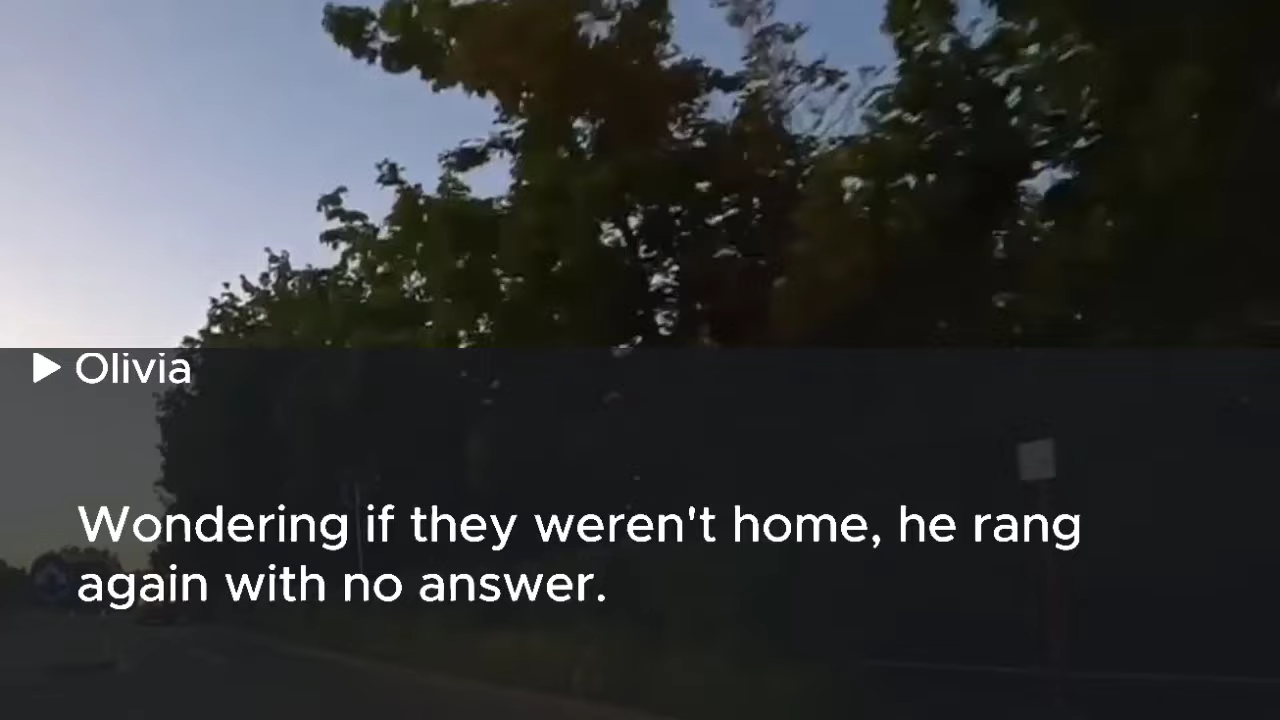 Olivia
Wondering if they weren't home, he rang
again with no answer.